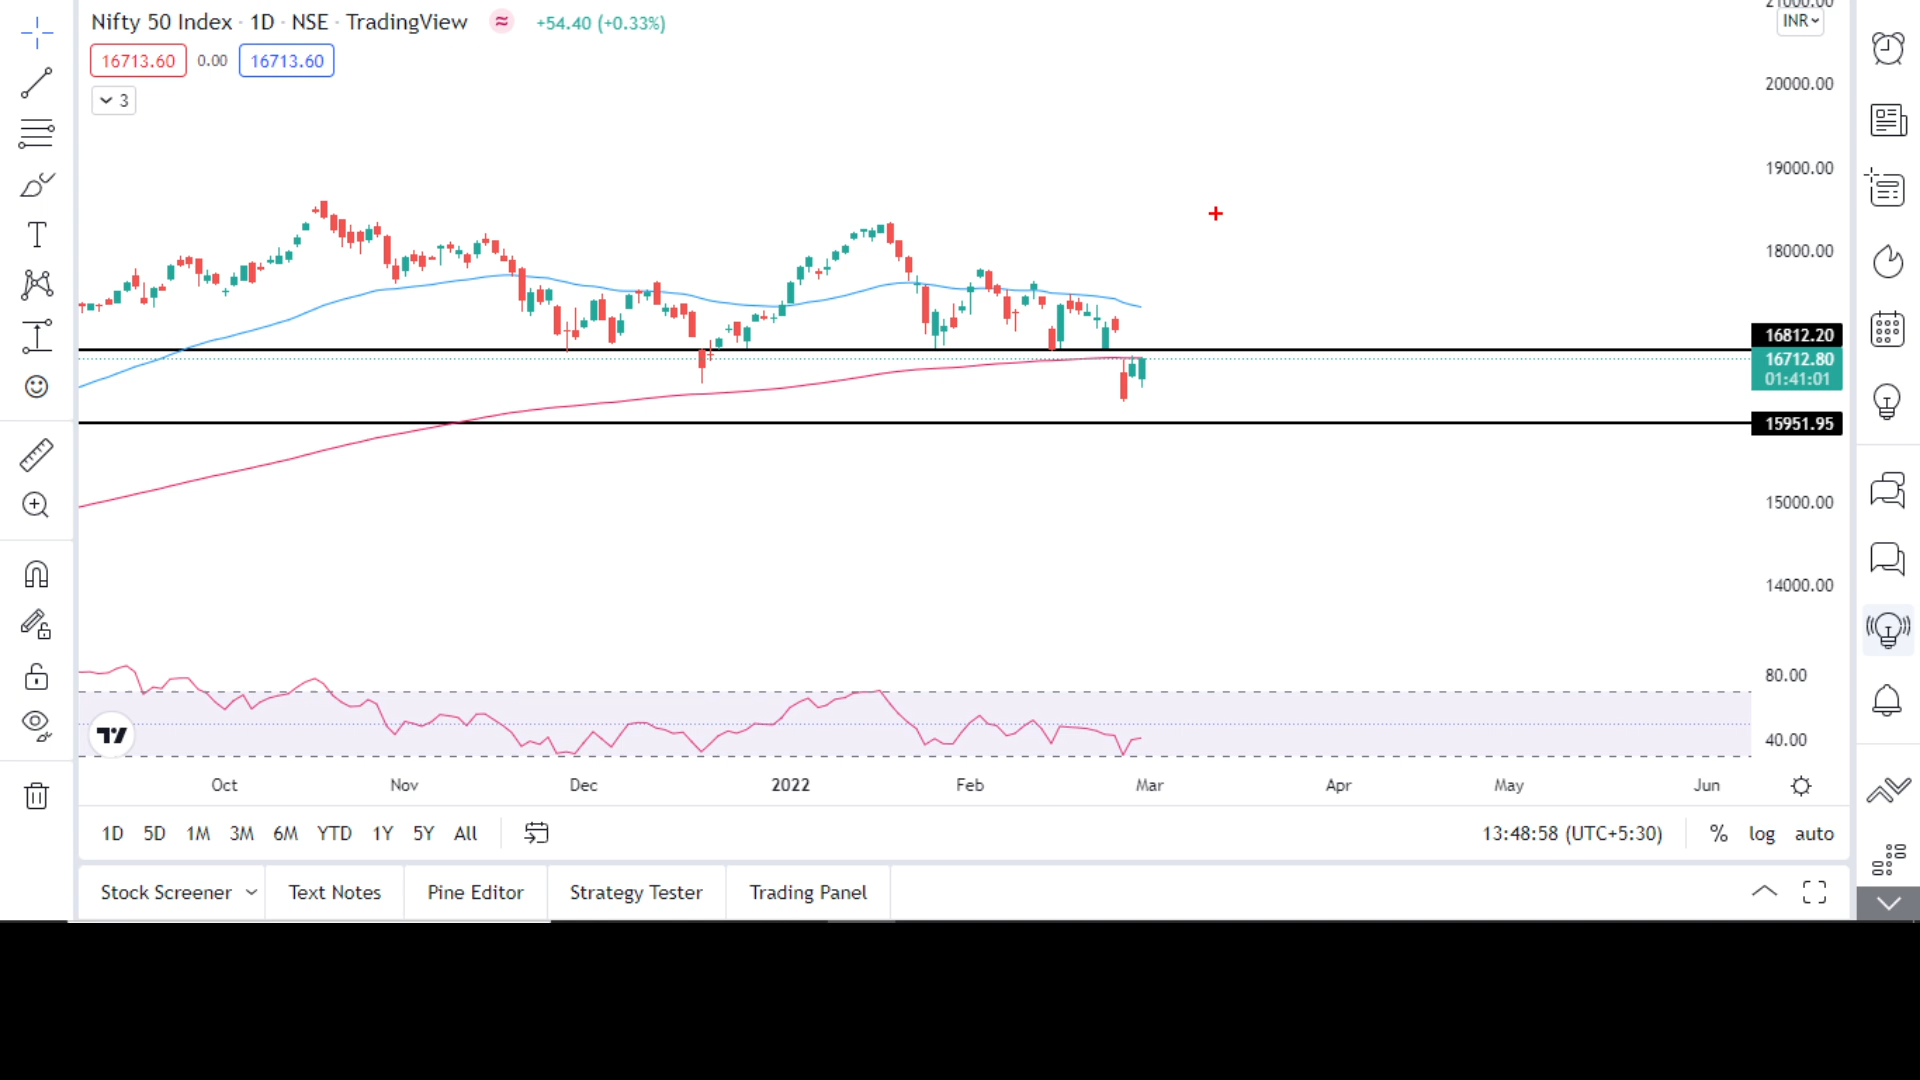 Nifty 50 Index · 1D · NSE · TradingView ≈ +54.40 (+0.33%)
16713.60 0.00 16713.60
3
21000.00
INR
20000.00
19000.00
18000.00
16812.20
16712.80
01:41:01
15951.95
15000.00
14000.00
80.00
40.00
Oct Nov Dec 2022 Feb Mar Apr May Jun
1D 5D 1M 3M 6M YTD 1Y 5Y All 13:48:58 (UTC+5:30) % log auto
Stock Screener Text Notes Pine Editor Strategy Tester Trading Panel